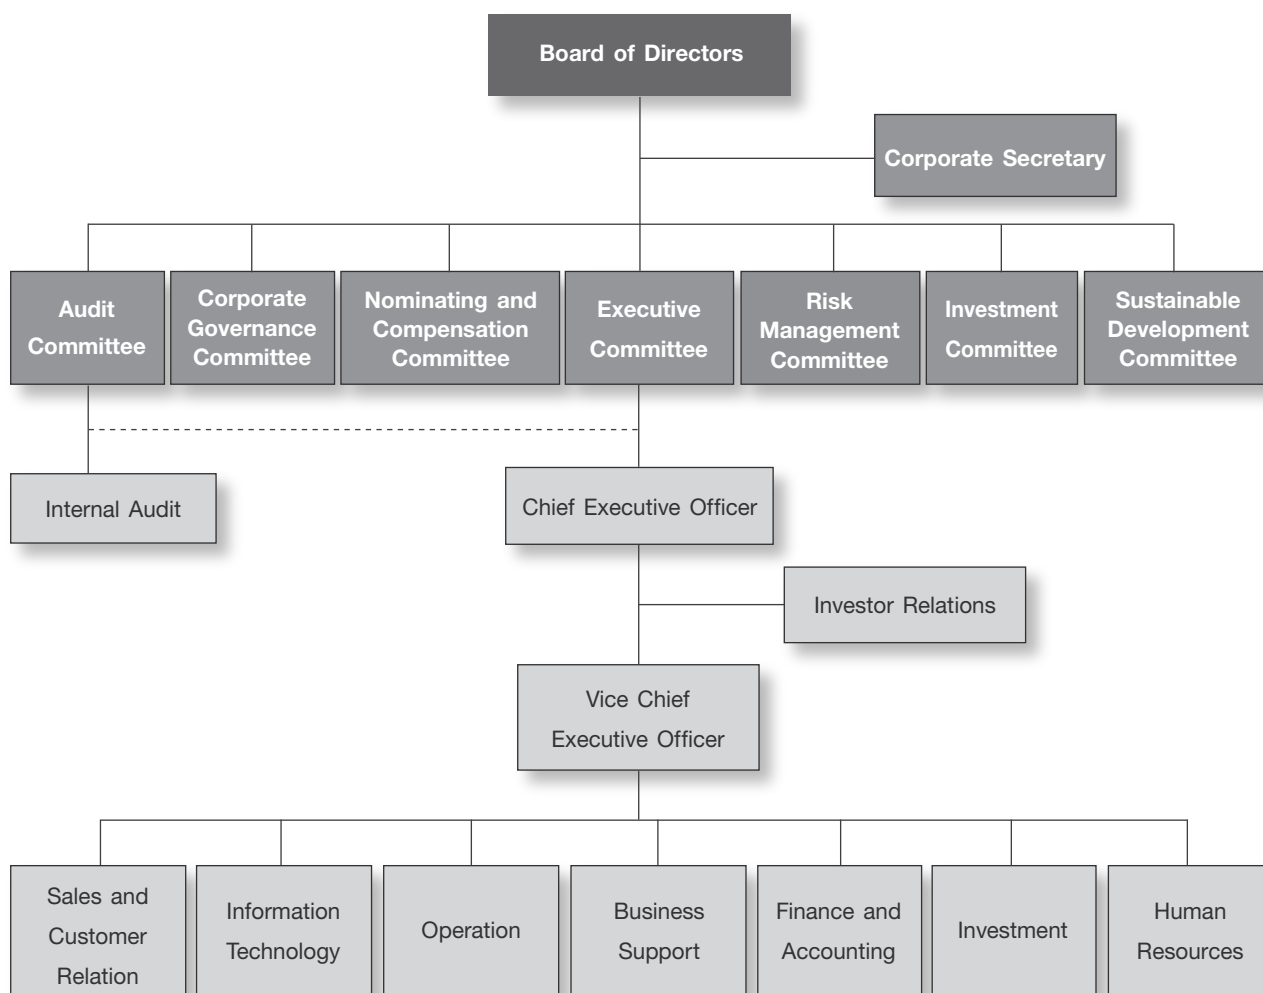 Board of Directors
Corporate Secretary
Audit
Committee
Corporate
Governance
Committee
Nominating and
Compensation
Committee
Executive
Committee
Risk
Management
Committee
Investment
Committee
Sustainable
Development
Committee
Internal Audit
Chief Executive Officer
Investor Relations
Vice Chief
Executive Officer
Sales and
Customer
Relation
Information
Technology
Operation
Business
Support
Finance and
Accounting
Investment
Human
Resources